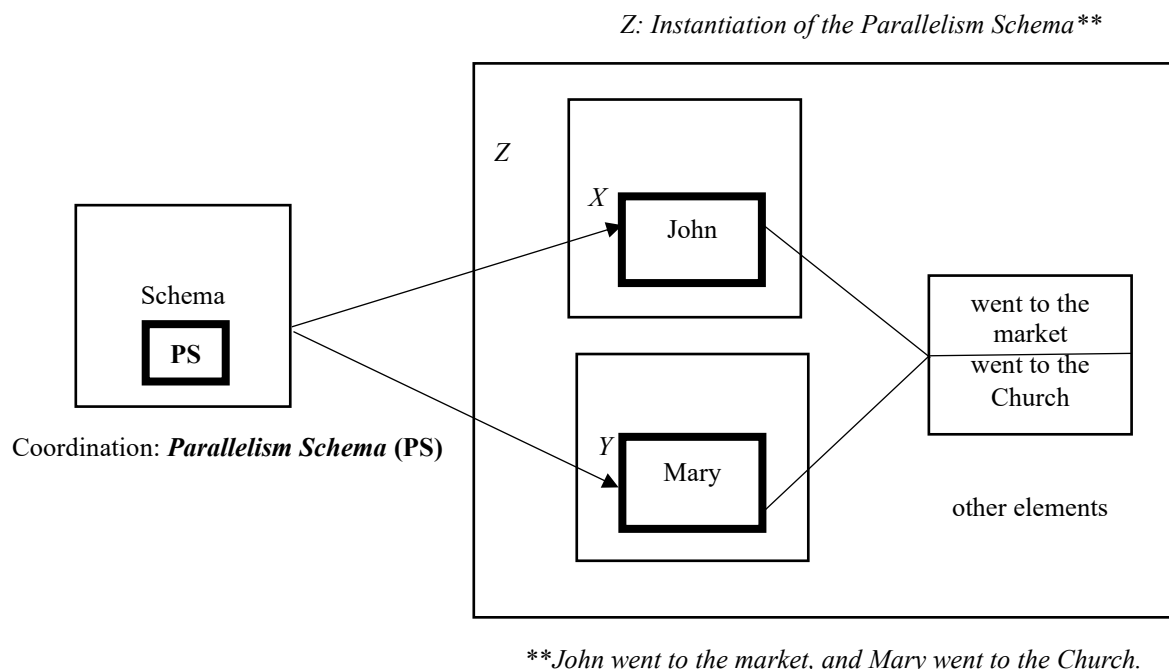 Z: Instantiation of the Parallelism Schema**
Z
X
John
Schema
PS
went to the
market
went to the
Church
Coordination: Parallelism Schema (PS)
Y
Mary
other elements
**John went to the market, and Mary went to the Church.